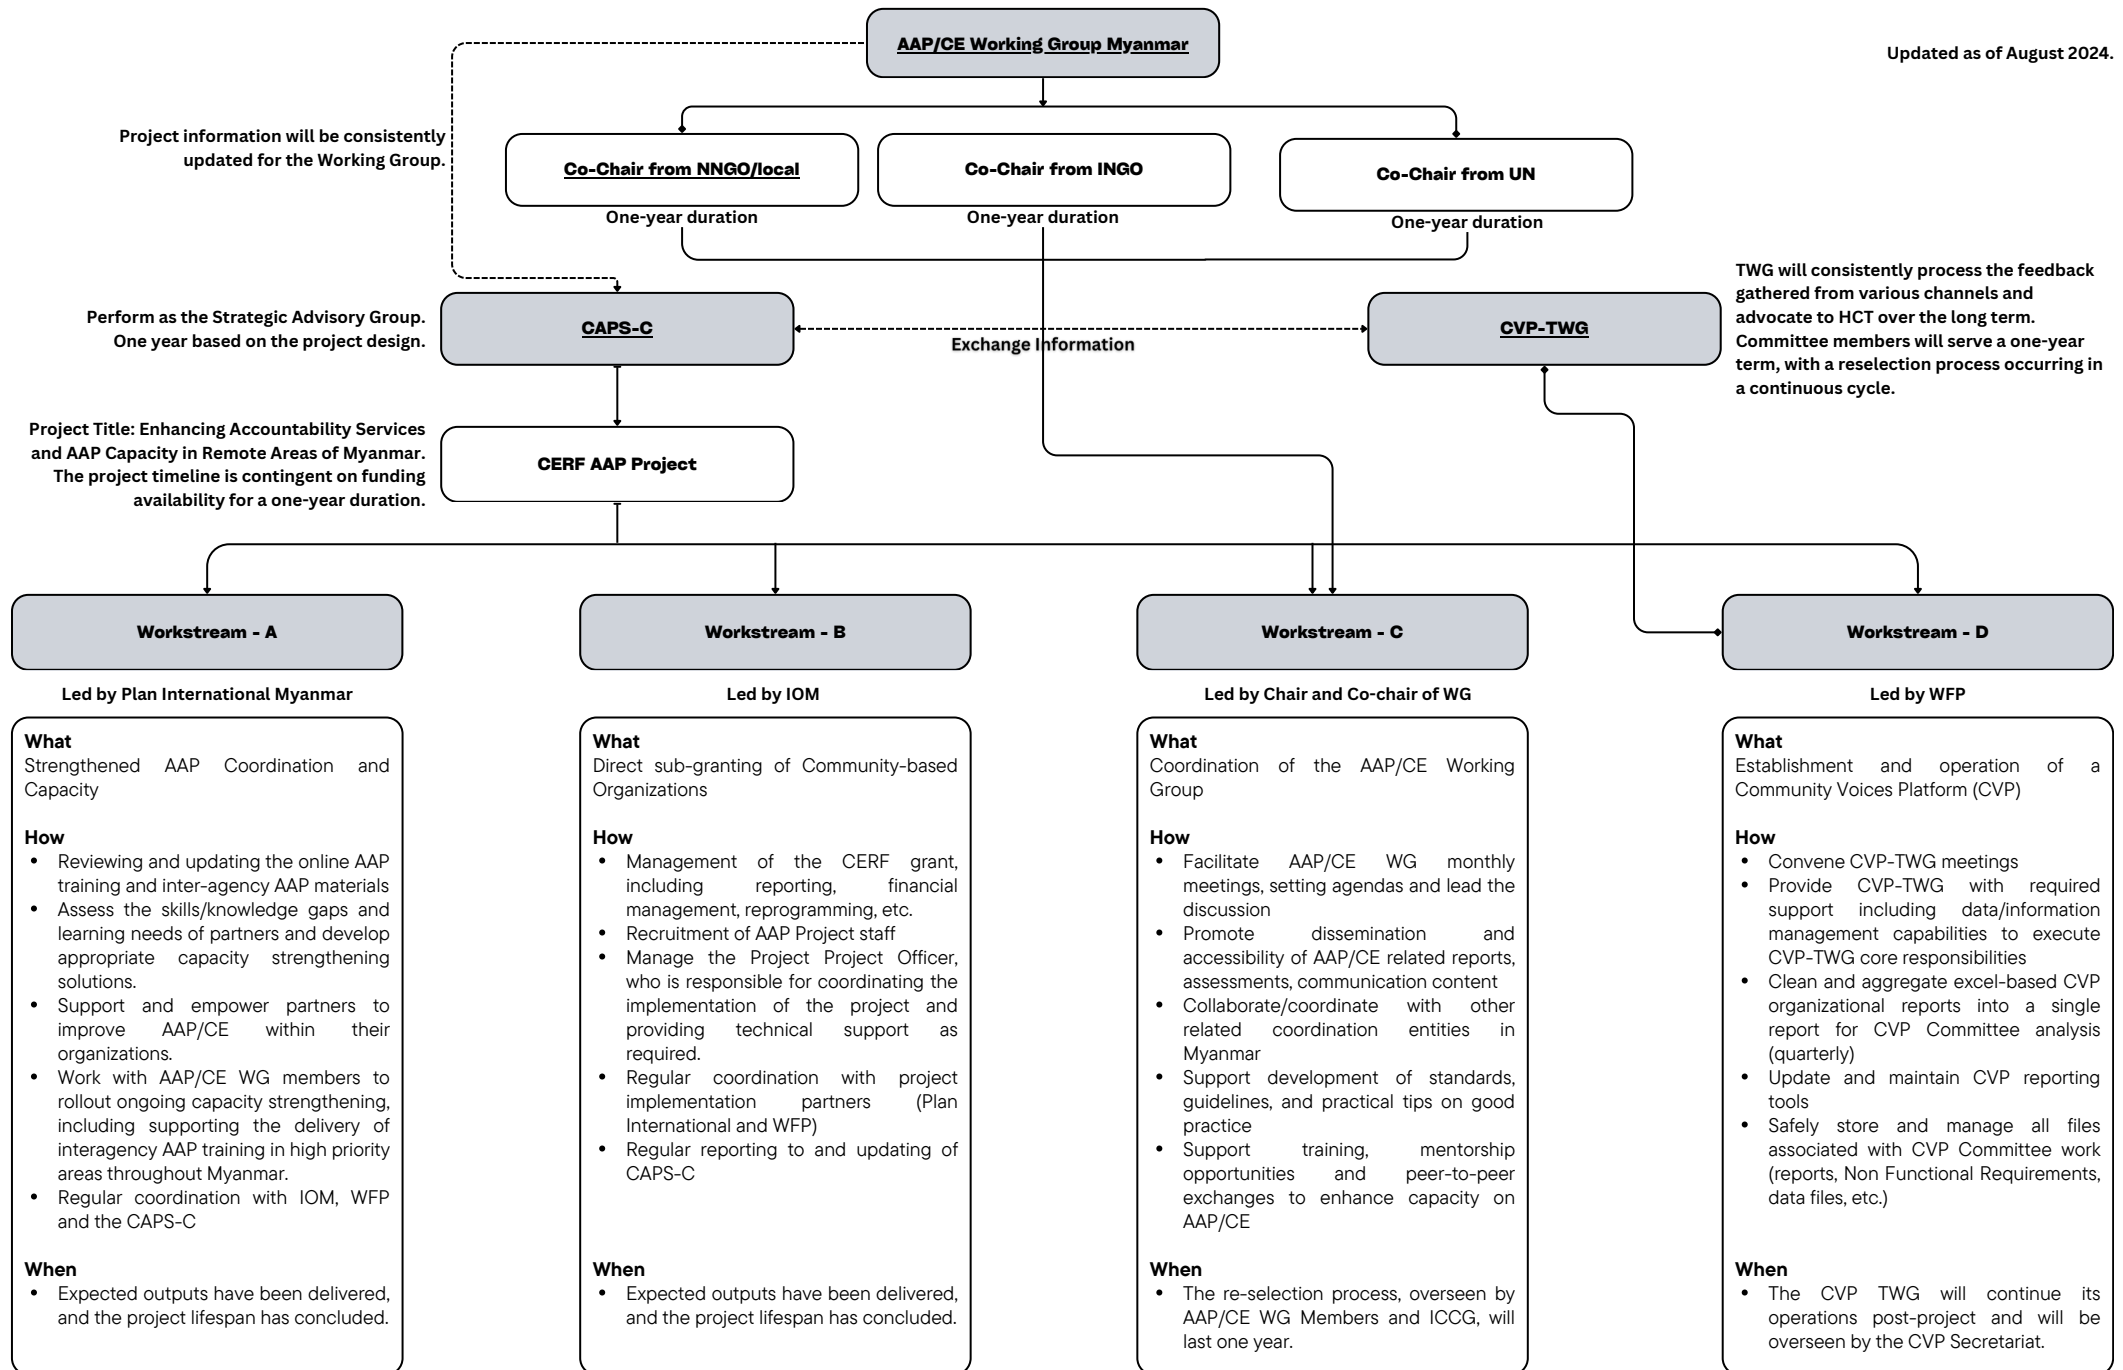 AAP/CE Working Group Myanmar
Updated as of August 2024.
Project information will be consistently
updated for the Working Group.
Co-Chair from NNGO/local
Co-Chair from INGO
Co-Chair from UN
One-year duration
One-year duration
One-year duration
Perform as the Strategic Advisory Group.
One year based on the project design.
CAPS-C
Exchange Information
CVP-TWG
TWG will consistently process the feedback
gathered from various channels and
advocate to HCT over the long term.
Committee members will serve a one-year
term, with a reselection process occurring in
a continuous cycle.
Project Title: Enhancing Accountability Services
and AAP Capacity in Remote Areas of Myanmar.
The project timeline is contingent on funding
availability for a one-year duration.
CERF AAP Project
Workstream - A
Led by Plan International Myanmar
What
Strengthened AAP Coordination and
Capacity
How
• Reviewing and updating the online AAP
training and inter-agency AAP materials
• Assess the skills/knowledge gaps and
learning needs of partners and develop
appropriate capacity strengthening
solutions.
• Support and empower partners to
improve AAP/CE within their
organizations.
• Work with AAP/CE WG members to
rollout ongoing capacity strengthening,
including supporting the delivery of
interagency AAP training in high priority
areas throughout Myanmar.
• Regular coordination with IOM, WFP
and the CAPS-C
When
• Expected outputs have been delivered,
and the project lifespan has concluded.
Workstream - B
Led by IOM
What
Direct sub-granting of Community-based
Organizations
How
• Management of the CERF grant,
including reporting, financial
management, reprogramming, etc.
• Recruitment of AAP Project staff
• Manage the Project Project Officer,
who is responsible for coordinating the
implementation of the project and
providing technical support as
required.
• Regular coordination with project
implementation partners (Plan
International and WFP)
• Regular reporting to and updating of
CAPS-C
When
• Expected outputs have been delivered,
and the project lifespan has concluded.
Workstream - C
Led by Chair and Co-chair of WG
What
Coordination of the AAP/CE Working
Group
How
• Facilitate AAP/CE WG monthly
meetings, setting agendas and lead the
discussion
• Promote dissemination and
accessibility of AAP/CE related reports,
assessments, communication content
• Collaborate/coordinate with other
related coordination entities in
Myanmar
• Support development of standards,
guidelines, and practical tips on good
practice
• Support training, mentorship
opportunities and peer-to-peer
exchanges to enhance capacity on
AAP/CE
When
• The re-selection process, overseen by
AAP/CE WG Members and ICCG, will
last one year.
Workstream - D
Led by WFP
What
Establishment and operation of a
Community Voices Platform (CVP)
How
• Convene CVP-TWG meetings
• Provide CVP-TWG with required
support including data/information
management capabilities to execute
CVP-TWG core responsibilities
• Clean and aggregate excel-based CVP
organizational reports into a single
report for CVP Committee analysis
(quarterly)
• Update and maintain CVP reporting
tools
• Safely store and manage all files
associated with CVP Committee work
(reports, Non Functional Requirements,
data files, etc.)
When
• The CVP TWG will continue its
operations post-project and will be
overseen by the CVP Secretariat.